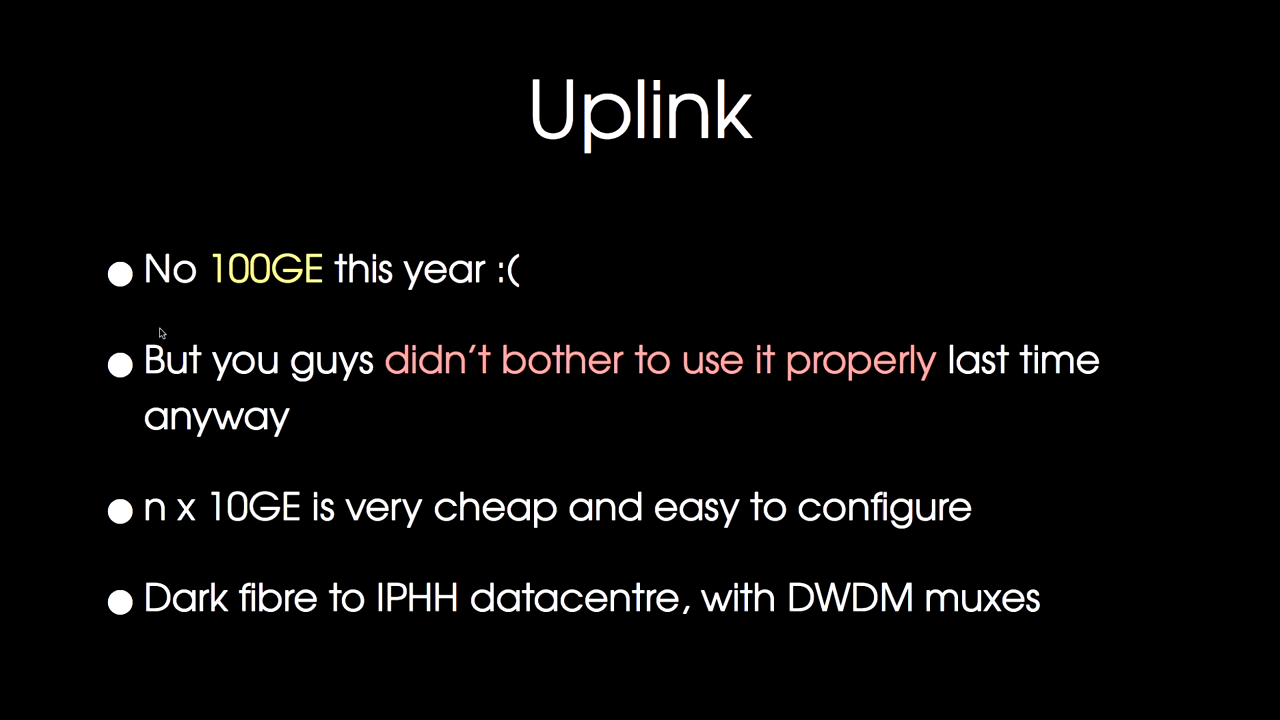 Uplink
No 100GE this year :(
But you guys didn’t bother to use it properly last time
anyway
n x 10GE is very cheap and easy to configure
Dark fibre to IPHH datacentre, with DWDM muxes